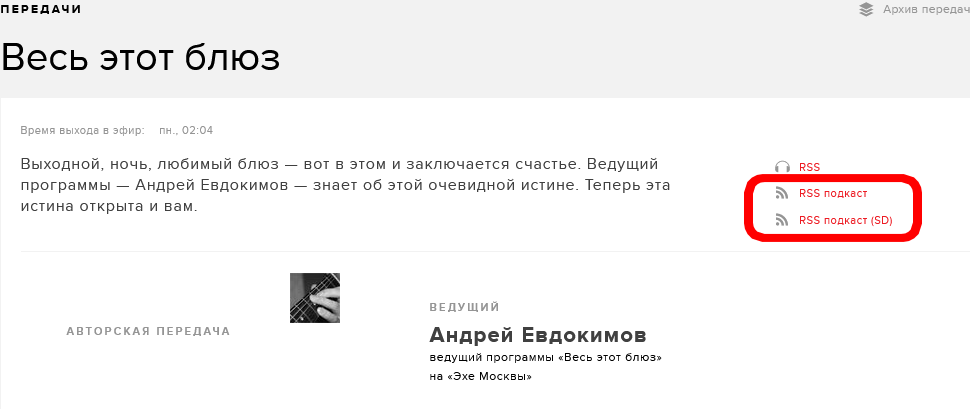 ПЕРЕДАЧИ
Архив передач
Весь этот блюз
Время выхода в эфир: пн., 02:04
Выходной, ночь, любимый блюз — вот в этом и заключается счастье. Ведущий
программы — Андрей Евдокимов — знает об этой очевидной истине. Теперь эта
истина открыта и вам.
RSS
RSS подкаст
RSS подкаст (SD)
АВТОРСКАЯ ПЕРЕДАЧА
ВЕДУЩИЙ
Андрей Евдокимов
ведущий программы «Весь этот блюз»
на «Эхе Москвы»